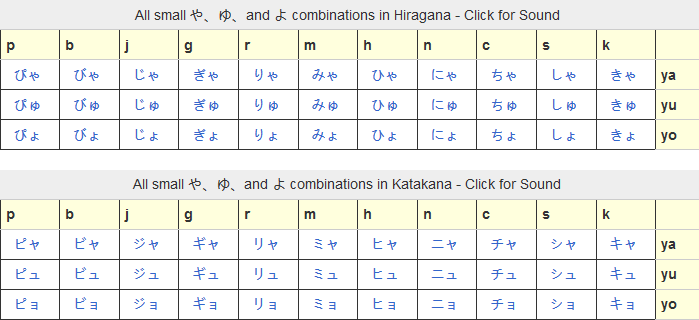 All small や、ゆ、and よ combinations in Hiragana - Click for Sound
p b j g r m h n c s k
ぴゃ びゃ じゃ ぎゃ りゃ みゃ ひゃ にゃ ちゃ しゃ きゃ ya
ぴゅ びゅ じゅ ぎゅ りゅ みゅ ひゅ にゅ ちゅ しゅ きゅ yu
ぴょ びょ じょ ぎょ りょ みょ ひょ にょ ちょ しょ きょ yo
All small や、ゆ、and よ combinations in Katakana - Click for Sound
p b j g r m h n c s k
ピャ ビャ ジャ ギャ リャ ミャ ヒャ ニャ チャ シャ キャ ya
ピュ ビュ ジュ ギュ リュ ミュ ヒュ ニュ チュ シュ キュ yu
ピョ ビョ ジョ ギョ リョ ミョ ヒョ ニョ チョ ショ キョ yo